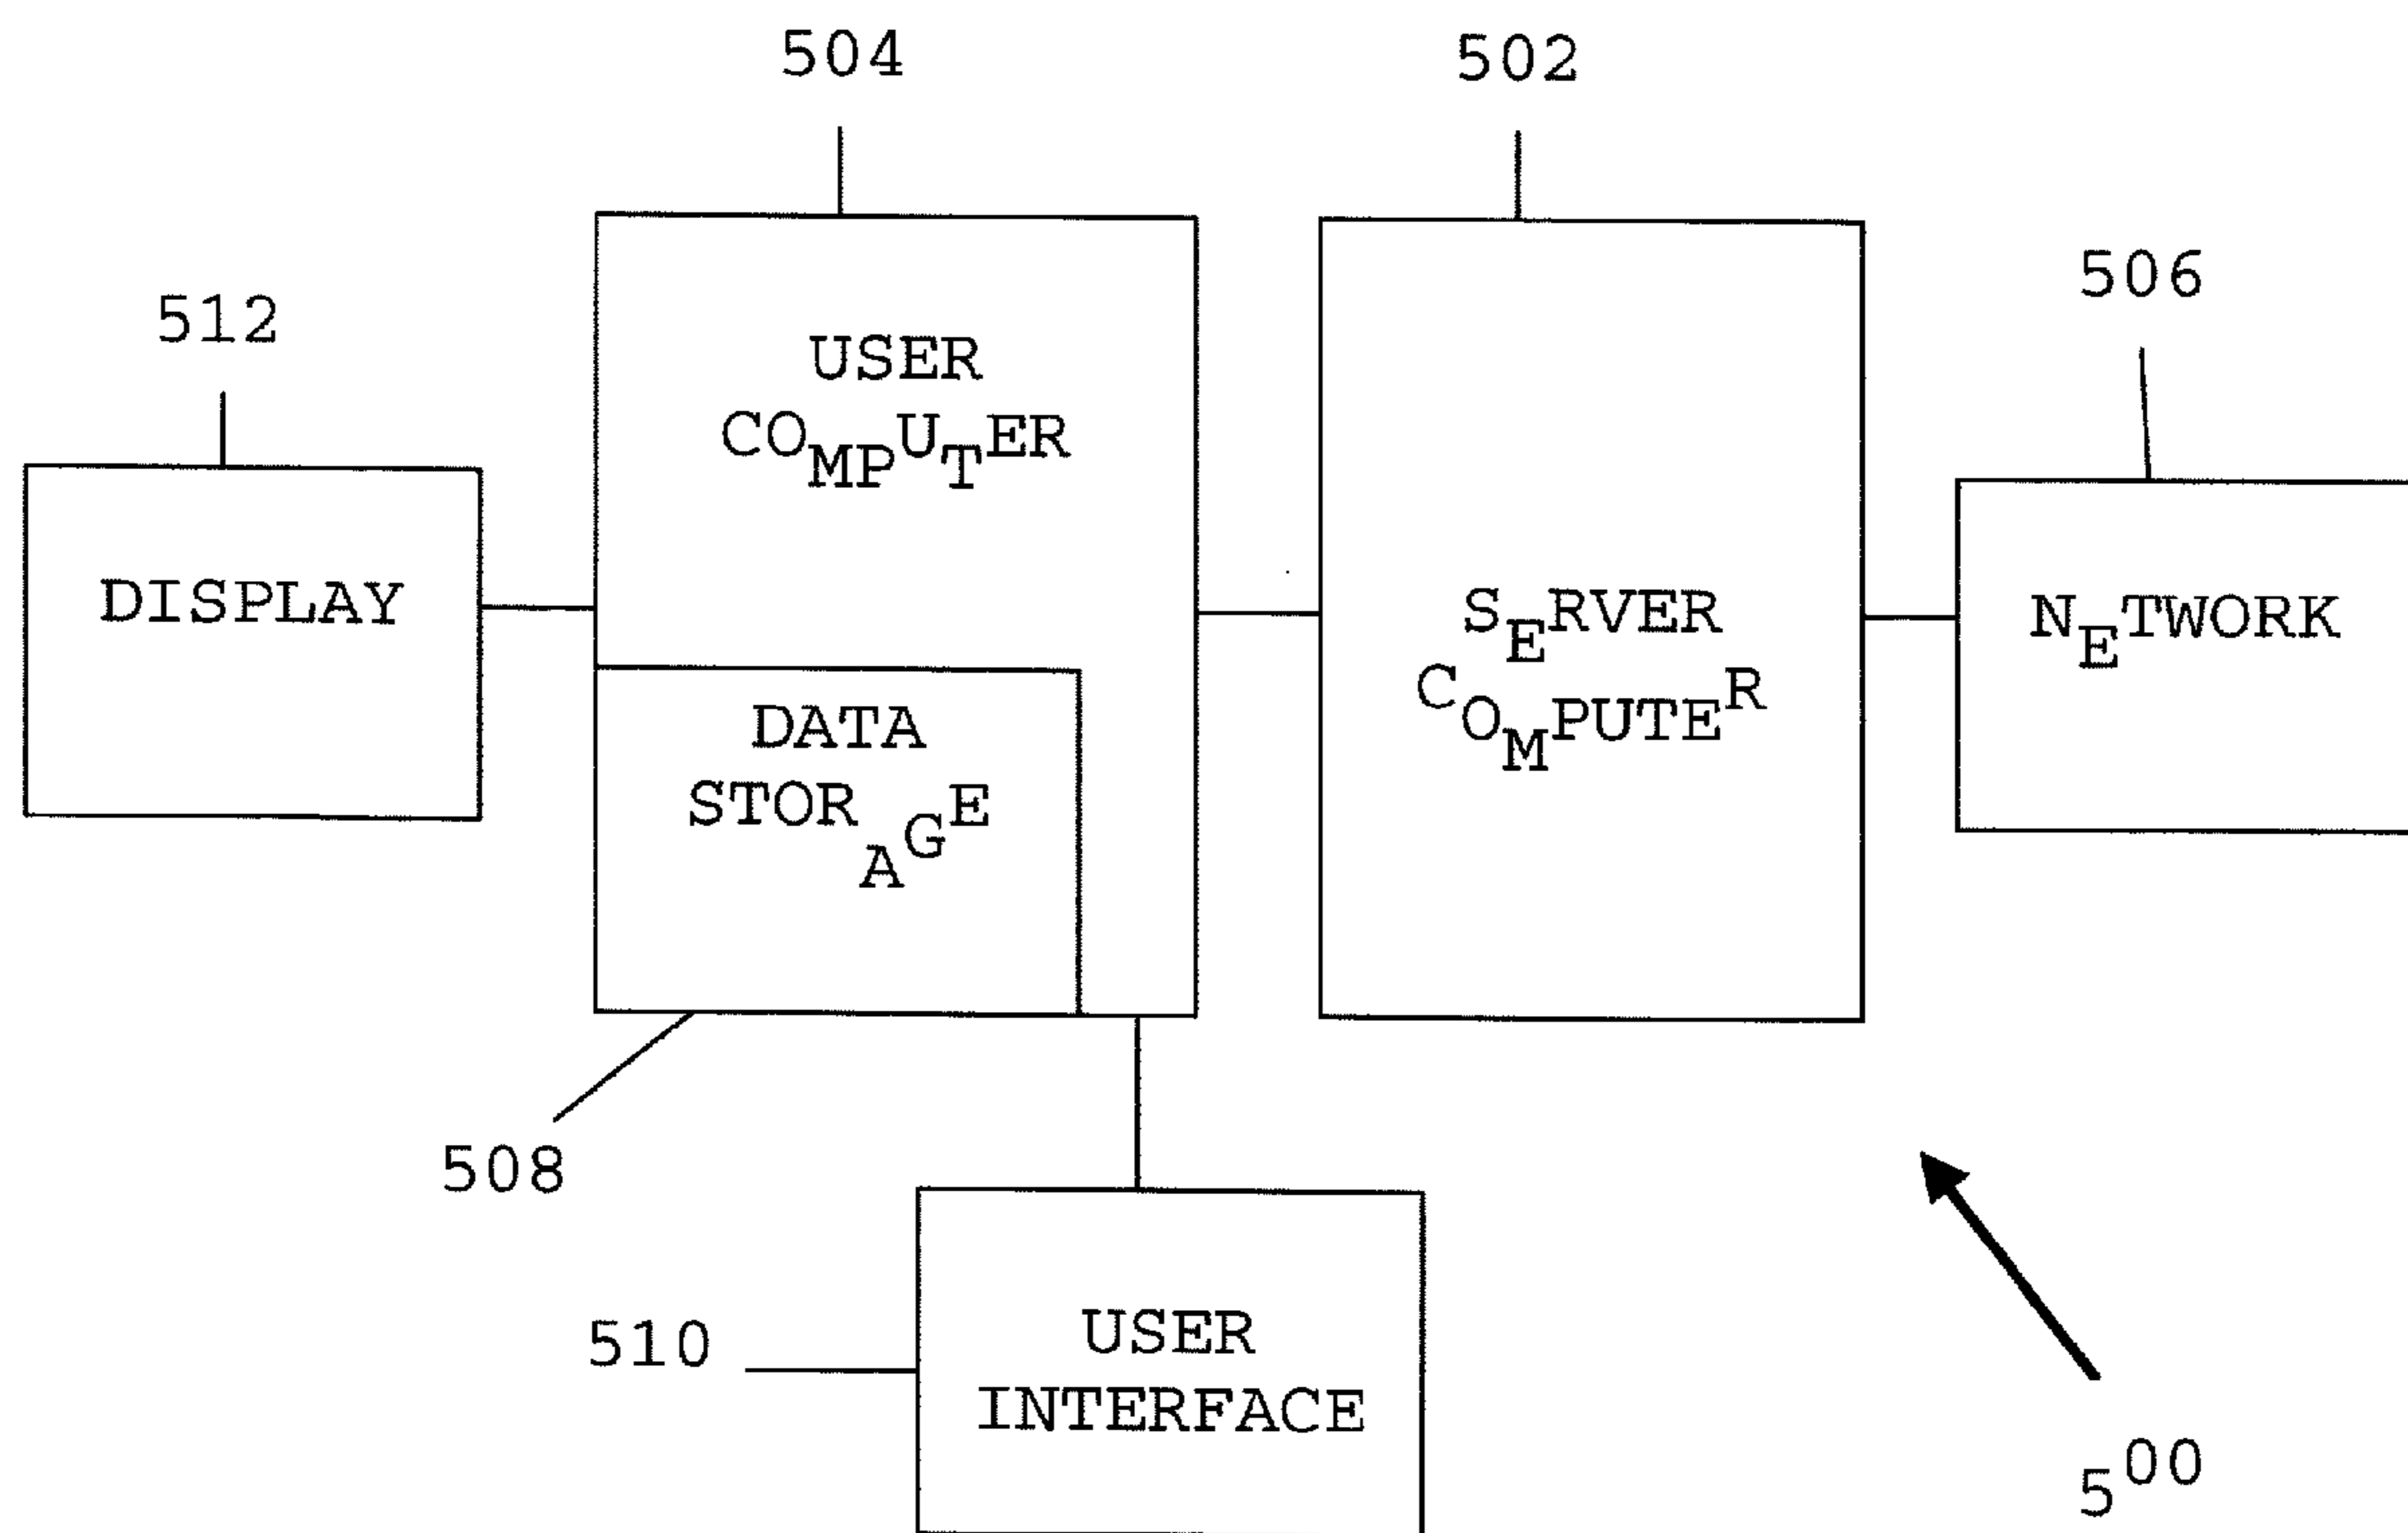 504
502
506
512
USER
COMPUTER
DISPLAY
SERVER
COMPUTER
NETWORK
DATA
STORAGE
508
510
USER
INTERFACE
500